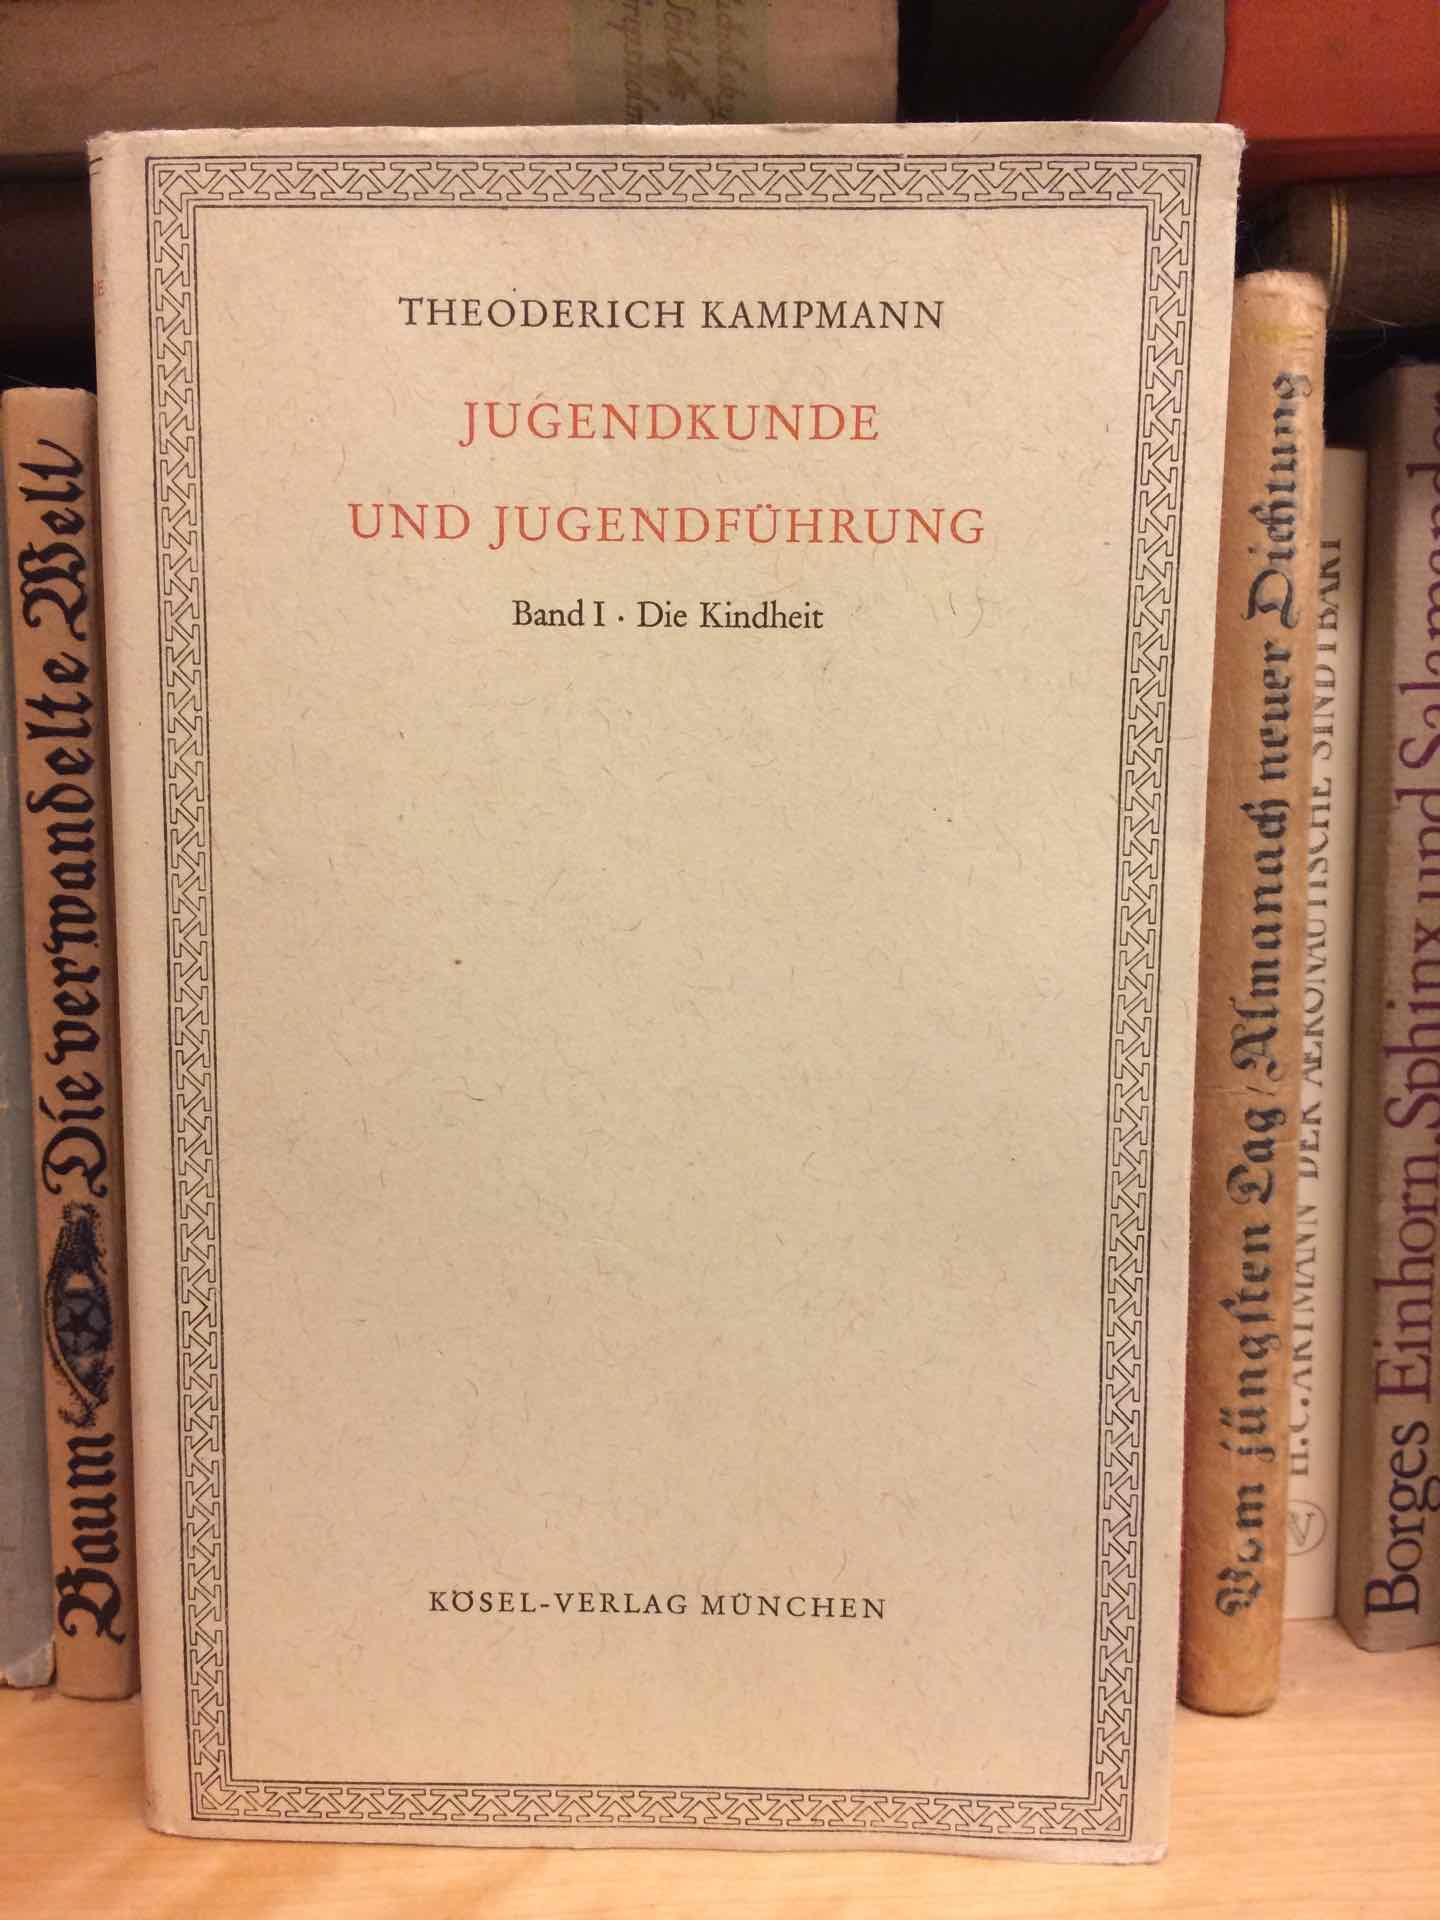 THEODERICH KAMPMANN
JUGENDKUNDE
UND JUGENDFÜHRUNG
Band I · Die Kindheit
KÖSEL-VERLAG MÜNCHEN
Baum Die verwandelte Welt
Vom jüngsten Tag / Almanach neuer Dichtung
H.C. ARTMANN DER AERONAUTISCHE SINDTBART
Borges Einhorn, Sphinx und Salamander